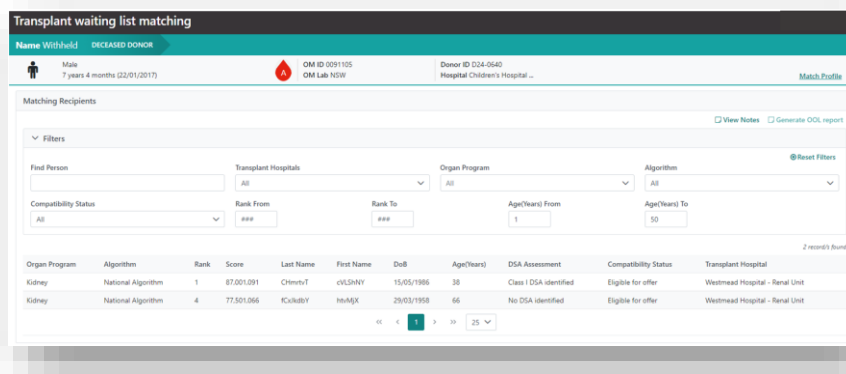 Transplant waiting list matching
Name Withheld DECEASED DONOR
Male
7 years 4 months (22/01/2017)
A
OM ID 0091105
OM Lab NSW
Donor ID D24-0640
Hospital Children's Hospital ...
Match Profile
Matching Recipients
View Notes Generate OOL report
Filters
Reset Filters
Find Person Transplant Hospitals Organ Program Algorithm
All All All
Compatibility Status Rank From Rank To Age(Years) From Age(Years) To
All ### ### 1 50
2 record/s found
Organ Program Algorithm Rank Score Last Name First Name DoB Age(Years) DSA Assessment Compatibility Status Transplant Hospital
Kidney National Algorithm 1 87.001.091 CHmrtvT cVLShNY 15/05/1986 38 Class I DSA identified Eligible for offer Westmead Hospital - Renal Unit
Kidney National Algorithm 4 77.501.066 fCxJkdbY htvMjX 29/03/1958 66 No DSA identified Eligible for offer Westmead Hospital - Renal Unit
<< < 1 > >> 25